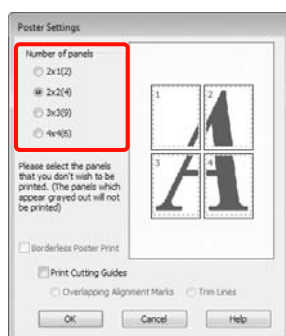 Poster Settings
Number of panels
2x1(2)
2x2(4)
3x3(9)
4x4(6)
1
2
3
4
A
Please select the panels
that you don't wish to be
printed. (The panels which
appear grayed out will not
be printed)
Borderless Poster Print
Print Cutting Guides
Overlapping Alignment Marks
Trim Lines
OK
Cancel
Help